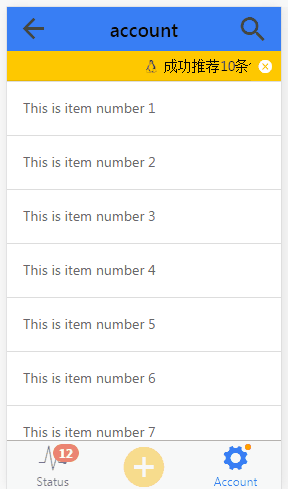 account
成功推荐10条
This is item number 1
This is item number 2
This is item number 3
This is item number 4
This is item number 5
This is item number 6
This is item number 7
12
Status
Account